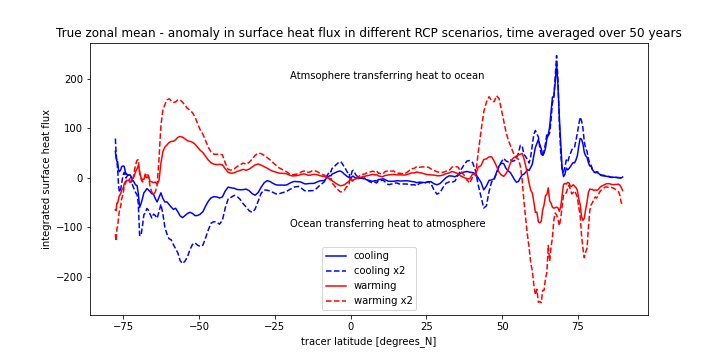 True zonal mean - anomaly in surface heat flux in different RCP scenarios, time averaged over 50 years
integrated surface heat flux
200
100
0
−100
−200
Atmsophere transferring heat to ocean
Ocean transferring heat to atmosphere
cooling
cooling x2
warming
warming x2
−75
−50
−25
0
25
50
75
tracer latitude [degrees_N]